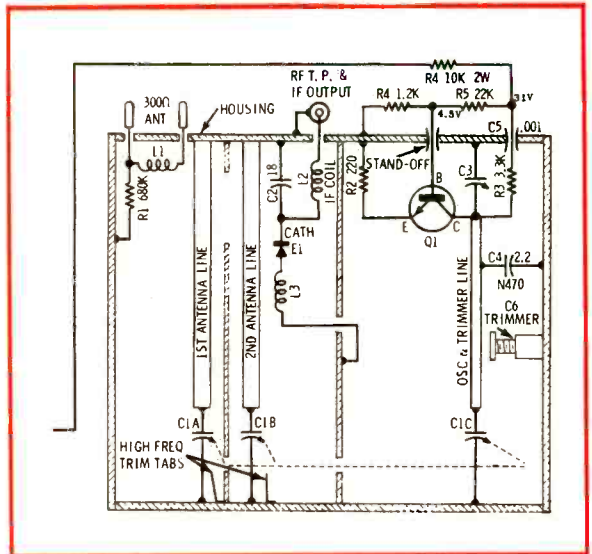 R4 10K 2W
RF T. P. &
IF OUTPUT
R4 1.2K
R5 22K
31V
4.5V
300Ω
ANT
HOUSING
C5
.001
STAND-OFF
L1
R1 680K
C2 18
L2
IF COIL
R2 220
B
C3
R3 3.3K
CATH
E1
E
C
Q1
L3
C4
2.2
N470
1ST ANTENNA LINE
2ND ANTENNA LINE
OSC & TRIMMER LINE
C6
TRIMMER
C1A
C1B
C1C
HIGH FREQ
TRIM TABS